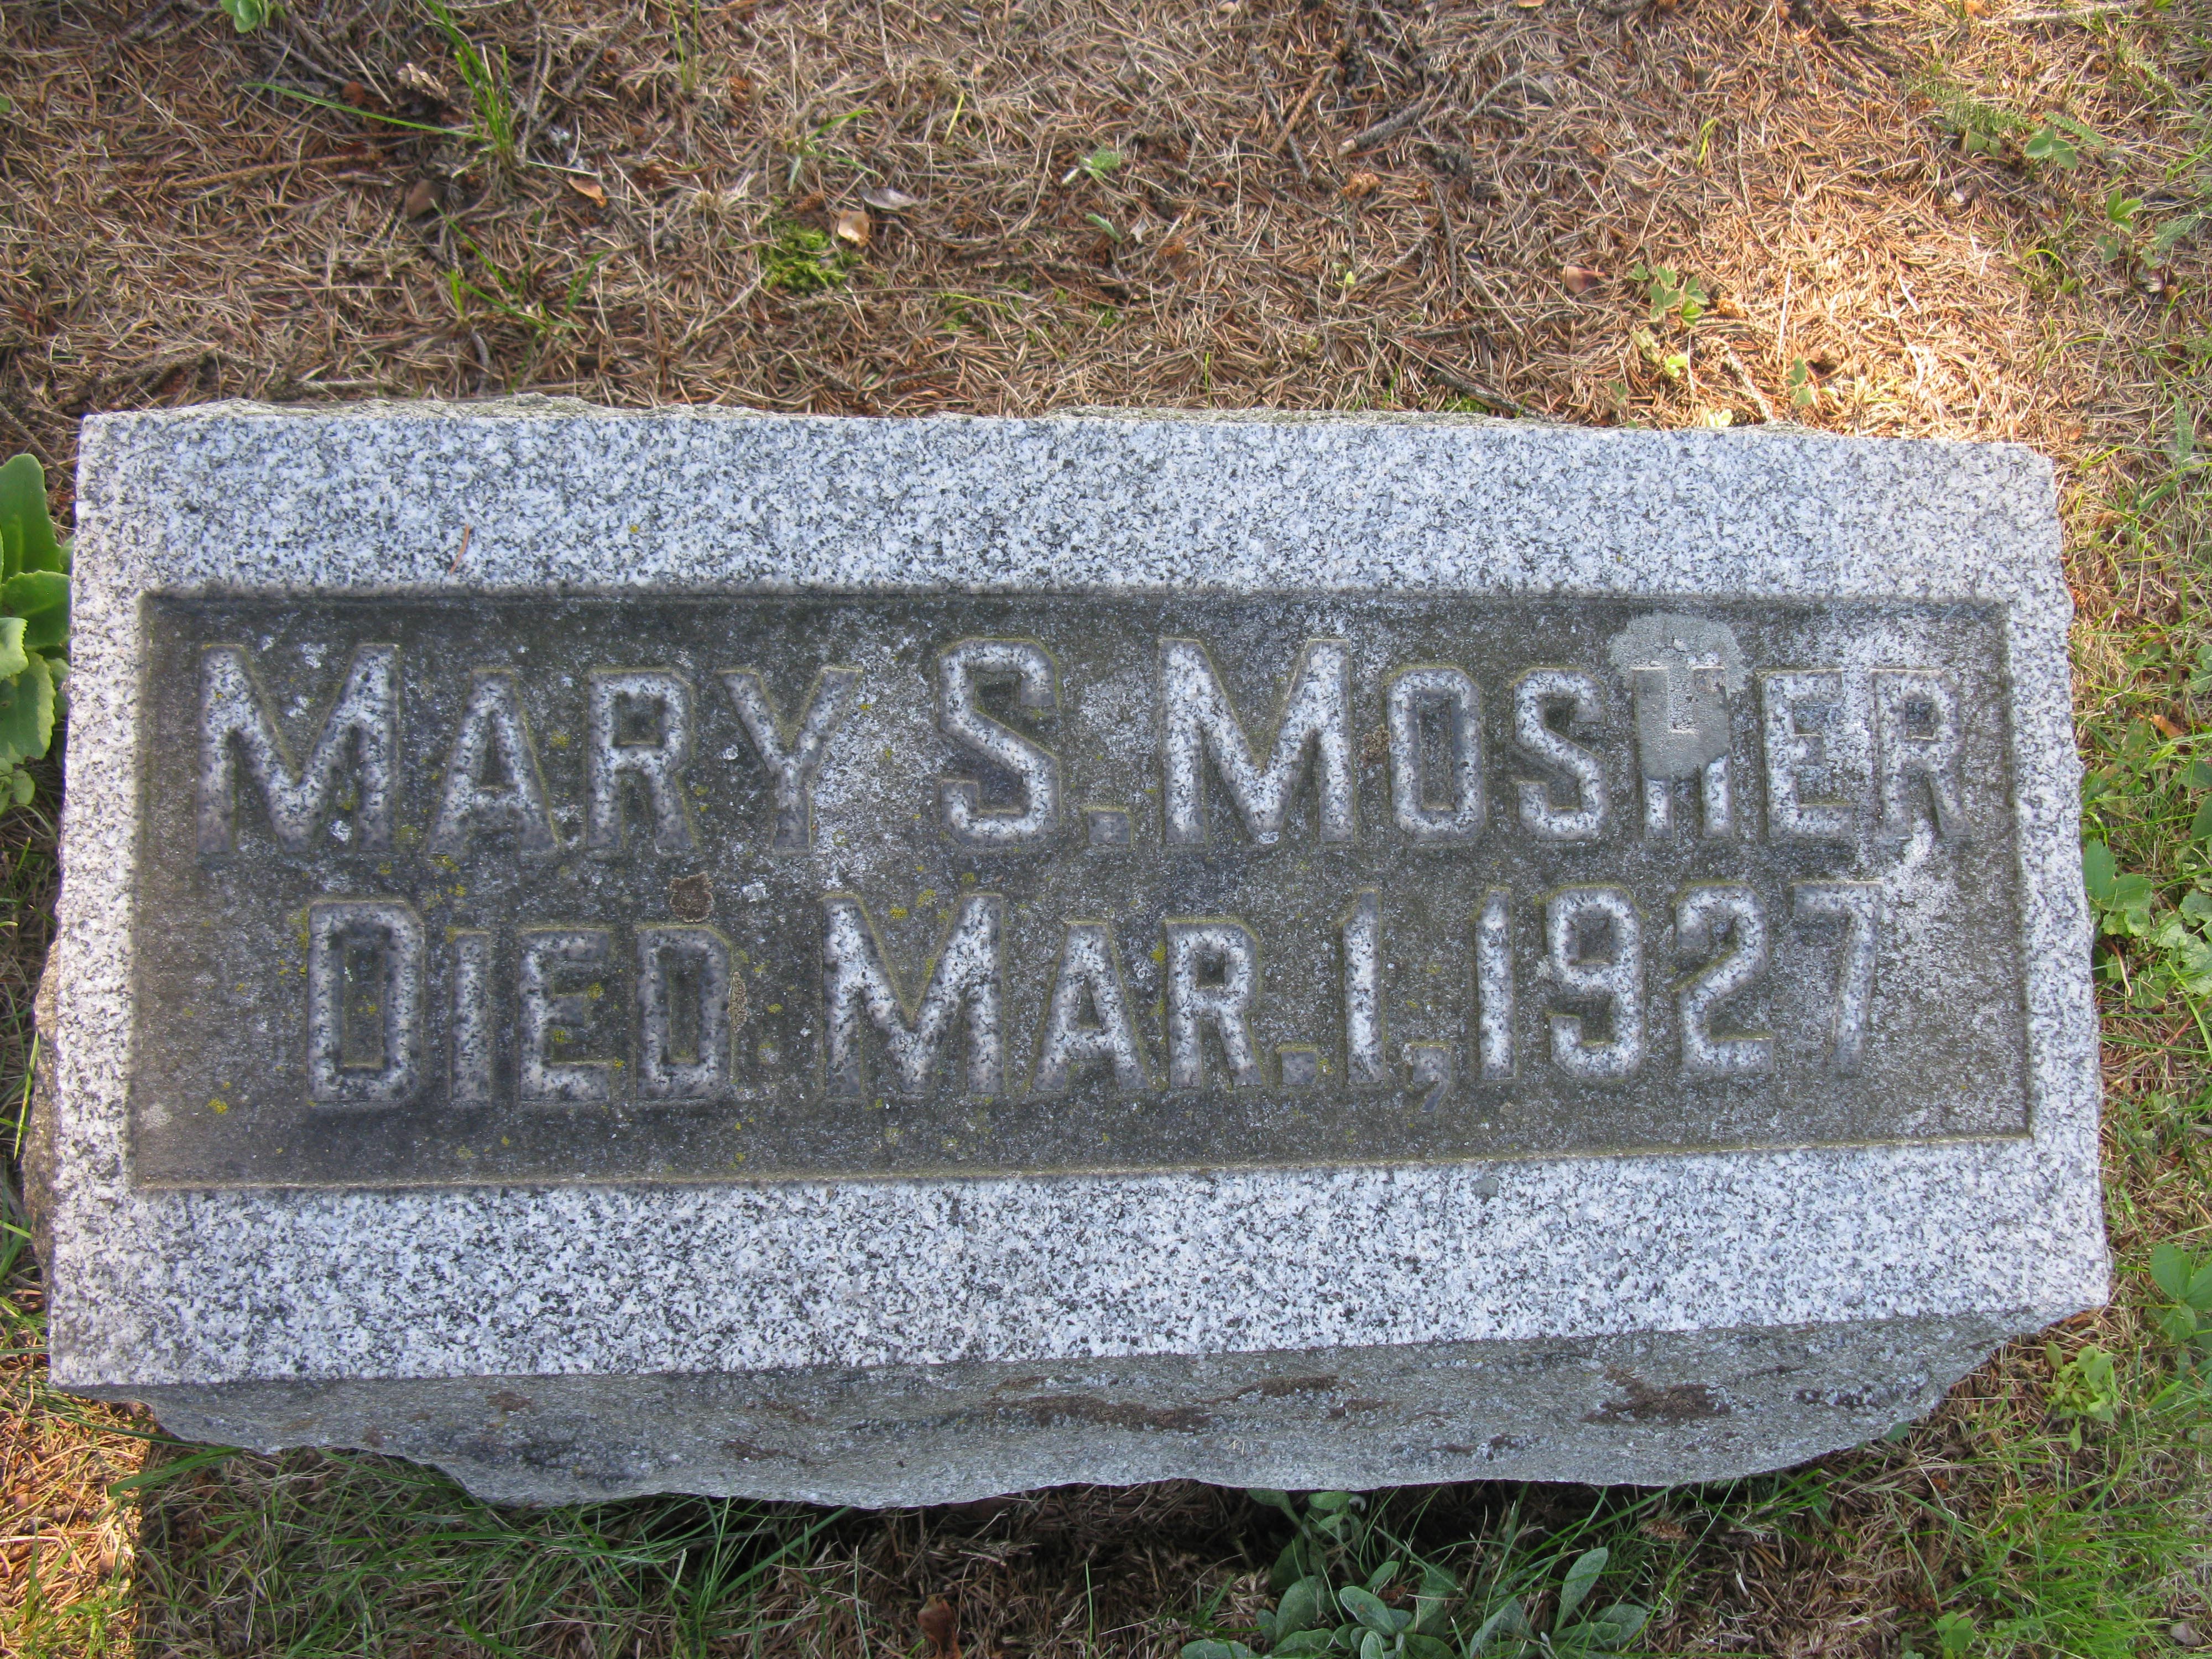 MARY S. MOSHER
DIED MAR. 1, 1927